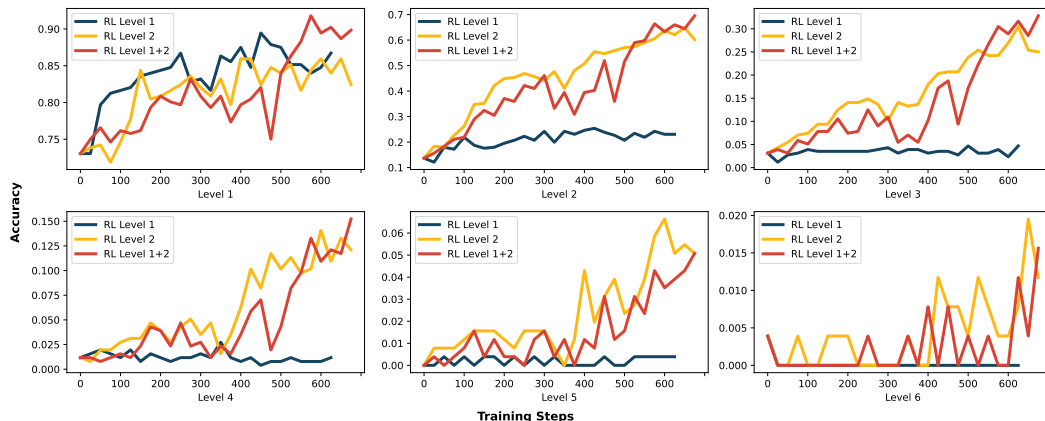 RL Level 1
RL Level 2
RL Level 1+2
0.90
0.85
0.80
0.75
0 100 200 300 400 500 600
Level 1
RL Level 1
RL Level 2
RL Level 1+2
0.7
0.6
0.5
0.4
0.3
0.2
0.1
0 100 200 300 400 500 600
Level 2
RL Level 1
RL Level 2
RL Level 1+2
0.30
0.25
0.20
0.15
0.10
0.05
0.00
0 100 200 300 400 500 600
Level 3
Accuracy
RL Level 1
RL Level 2
RL Level 1+2
0.150
0.125
0.100
0.075
0.050
0.025
0.000
0 100 200 300 400 500 600
Level 4
RL Level 1
RL Level 2
RL Level 1+2
0.06
0.05
0.04
0.03
0.02
0.01
0.00
0 100 200 300 400 500 600
Level 5
RL Level 1
RL Level 2
RL Level 1+2
0.020
0.015
0.010
0.005
0.000
0 100 200 300 400 500 600
Level 6
Training Steps